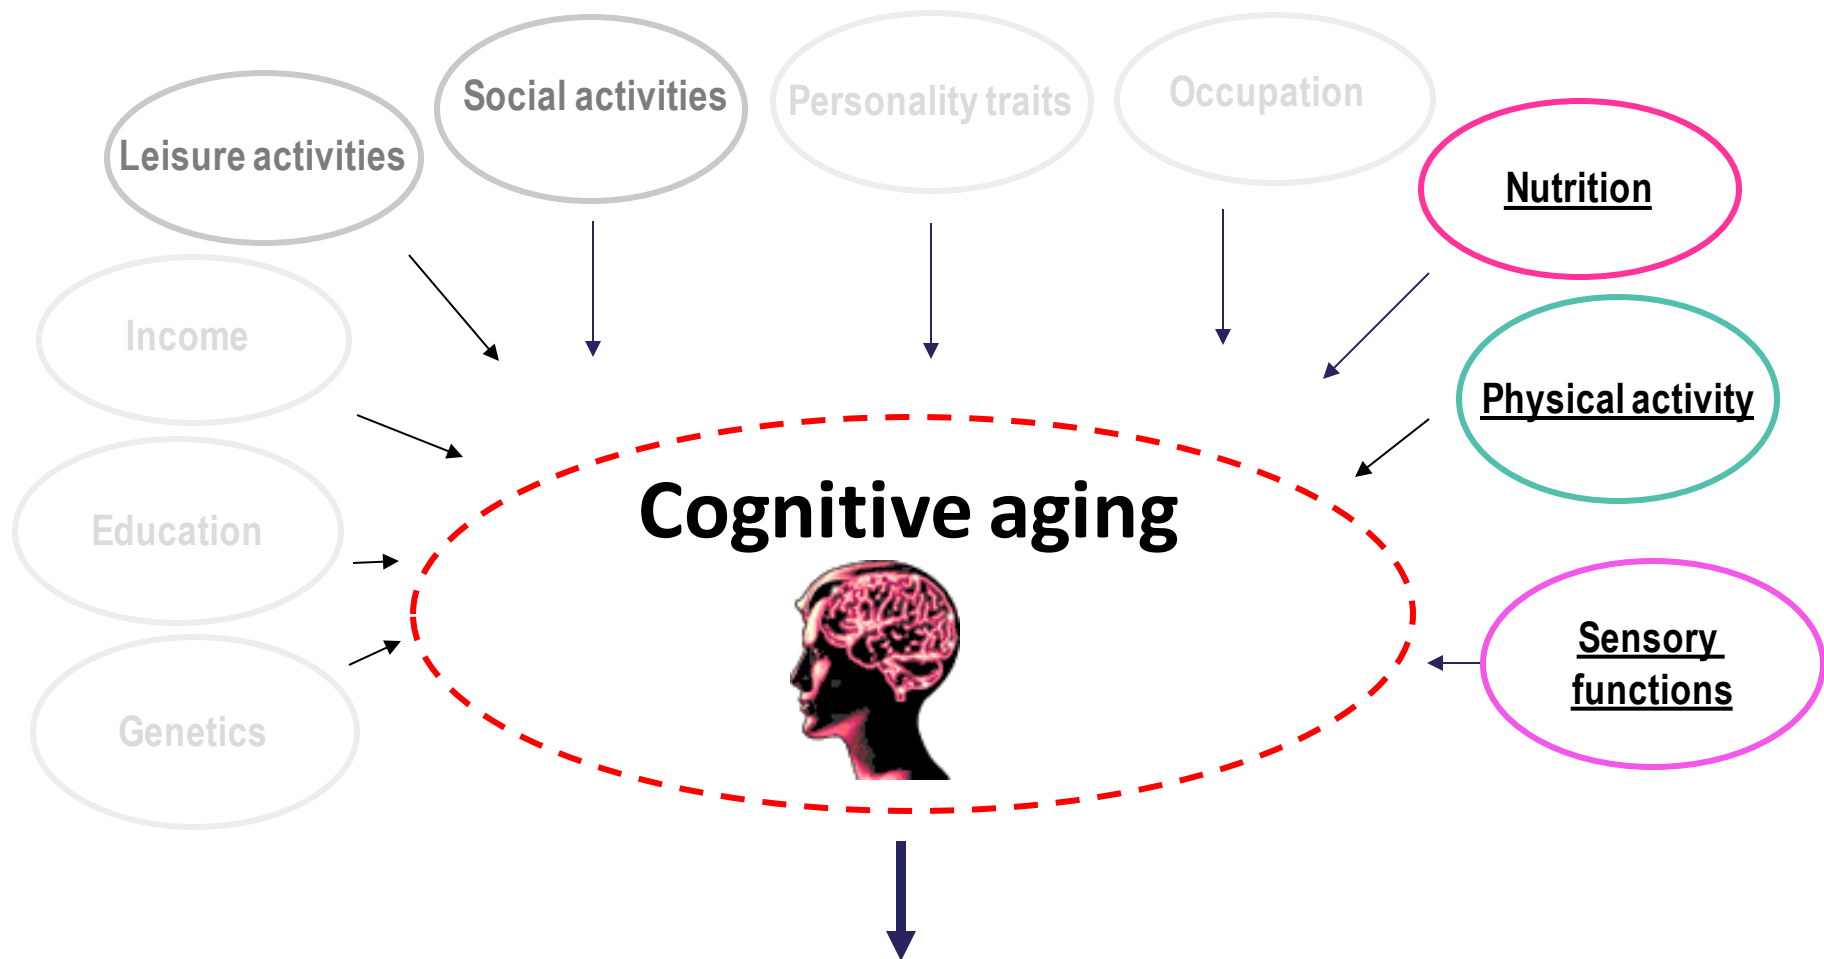 Social activities
Personality traits
Occupation
Leisure activities
Nutrition
Income
Physical activity
Cognitive aging
Education
Sensory
functions
Genetics